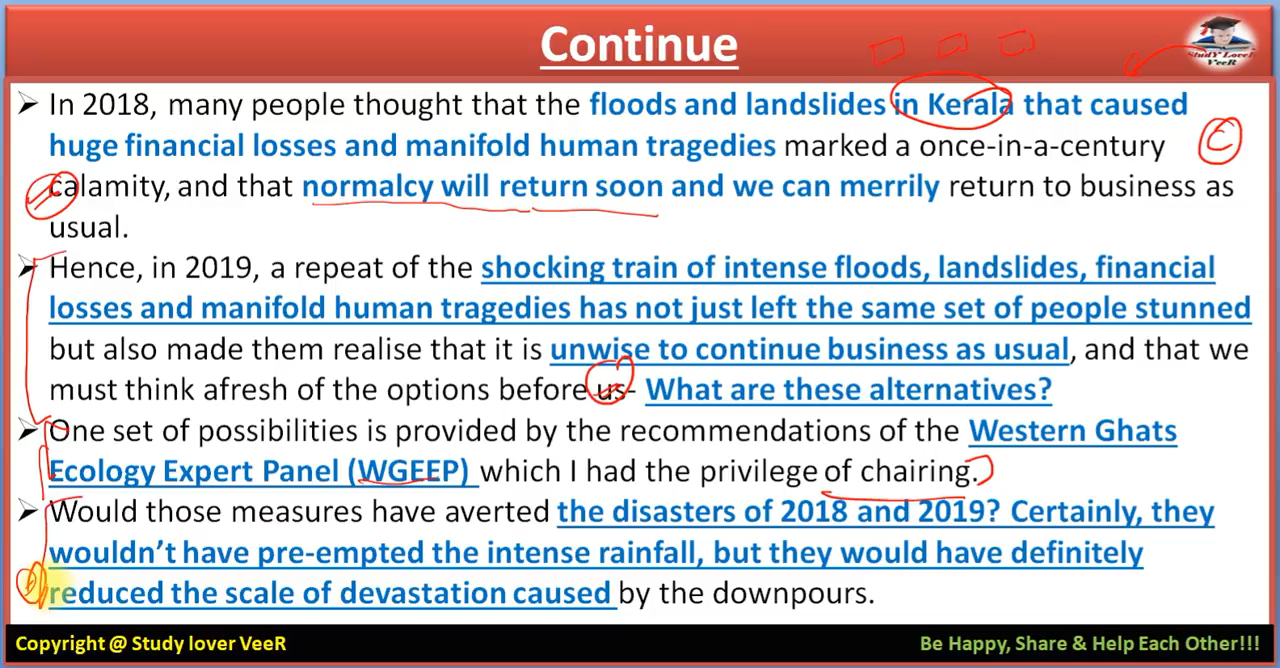 Continue
Study Lover
VeeR
➢ In 2018, many people thought that the floods and landslides in Kerala that caused
huge financial losses and manifold human tragedies marked a once-in-a-century
calamity, and that normalcy will return soon and we can merrily return to business as
usual.
➢ Hence, in 2019, a repeat of the shocking train of intense floods, landslides, financial
losses and manifold human tragedies has not just left the same set of people stunned
but also made them realise that it is unwise to continue business as usual, and that we
must think afresh of the options before us- What are these alternatives?
➢ One set of possibilities is provided by the recommendations of the Western Ghats
Ecology Expert Panel (WGEEP) which I had the privilege of chairing.
➢ Would those measures have averted the disasters of 2018 and 2019? Certainly, they
wouldn’t have pre-empted the intense rainfall, but they would have definitely
reduced the scale of devastation caused by the downpours.
Copyright @ Study lover VeeR
Be Happy, Share & Help Each Other!!!